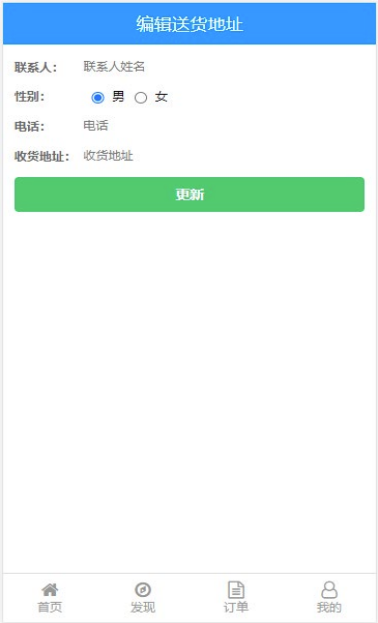 编辑送货地址
联系人： 联系人姓名
性别： 男 女
电话： 电话
收货地址： 收货地址
更新
首页 发现 订单 我的